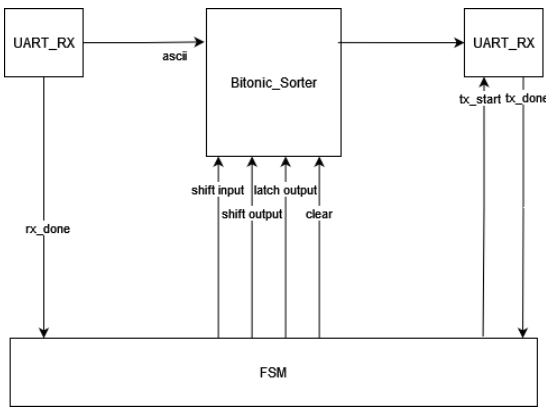 UART_RX
UART_RX
ascii
Bitonic_Sorter
tx_start
tx_done
shift input
latch output
shift output
clear
rx_done
FSM